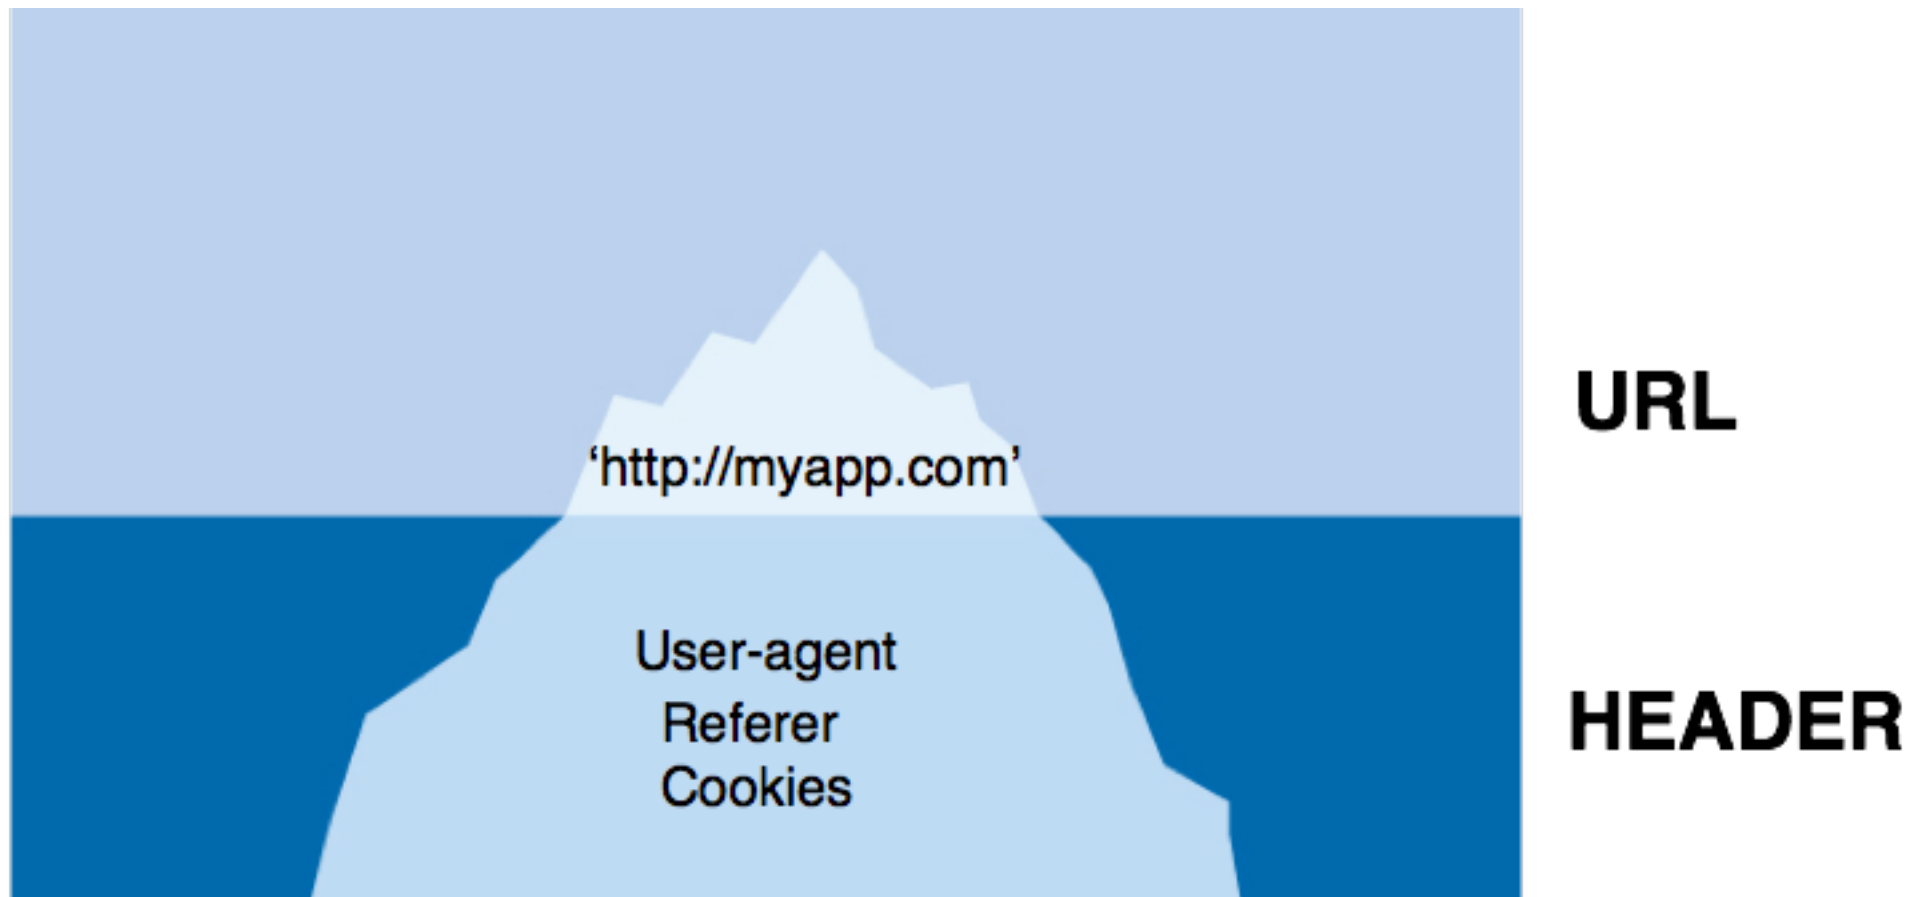 URL
‘http://myapp.com’
User-agent
Referer
Cookies
HEADER